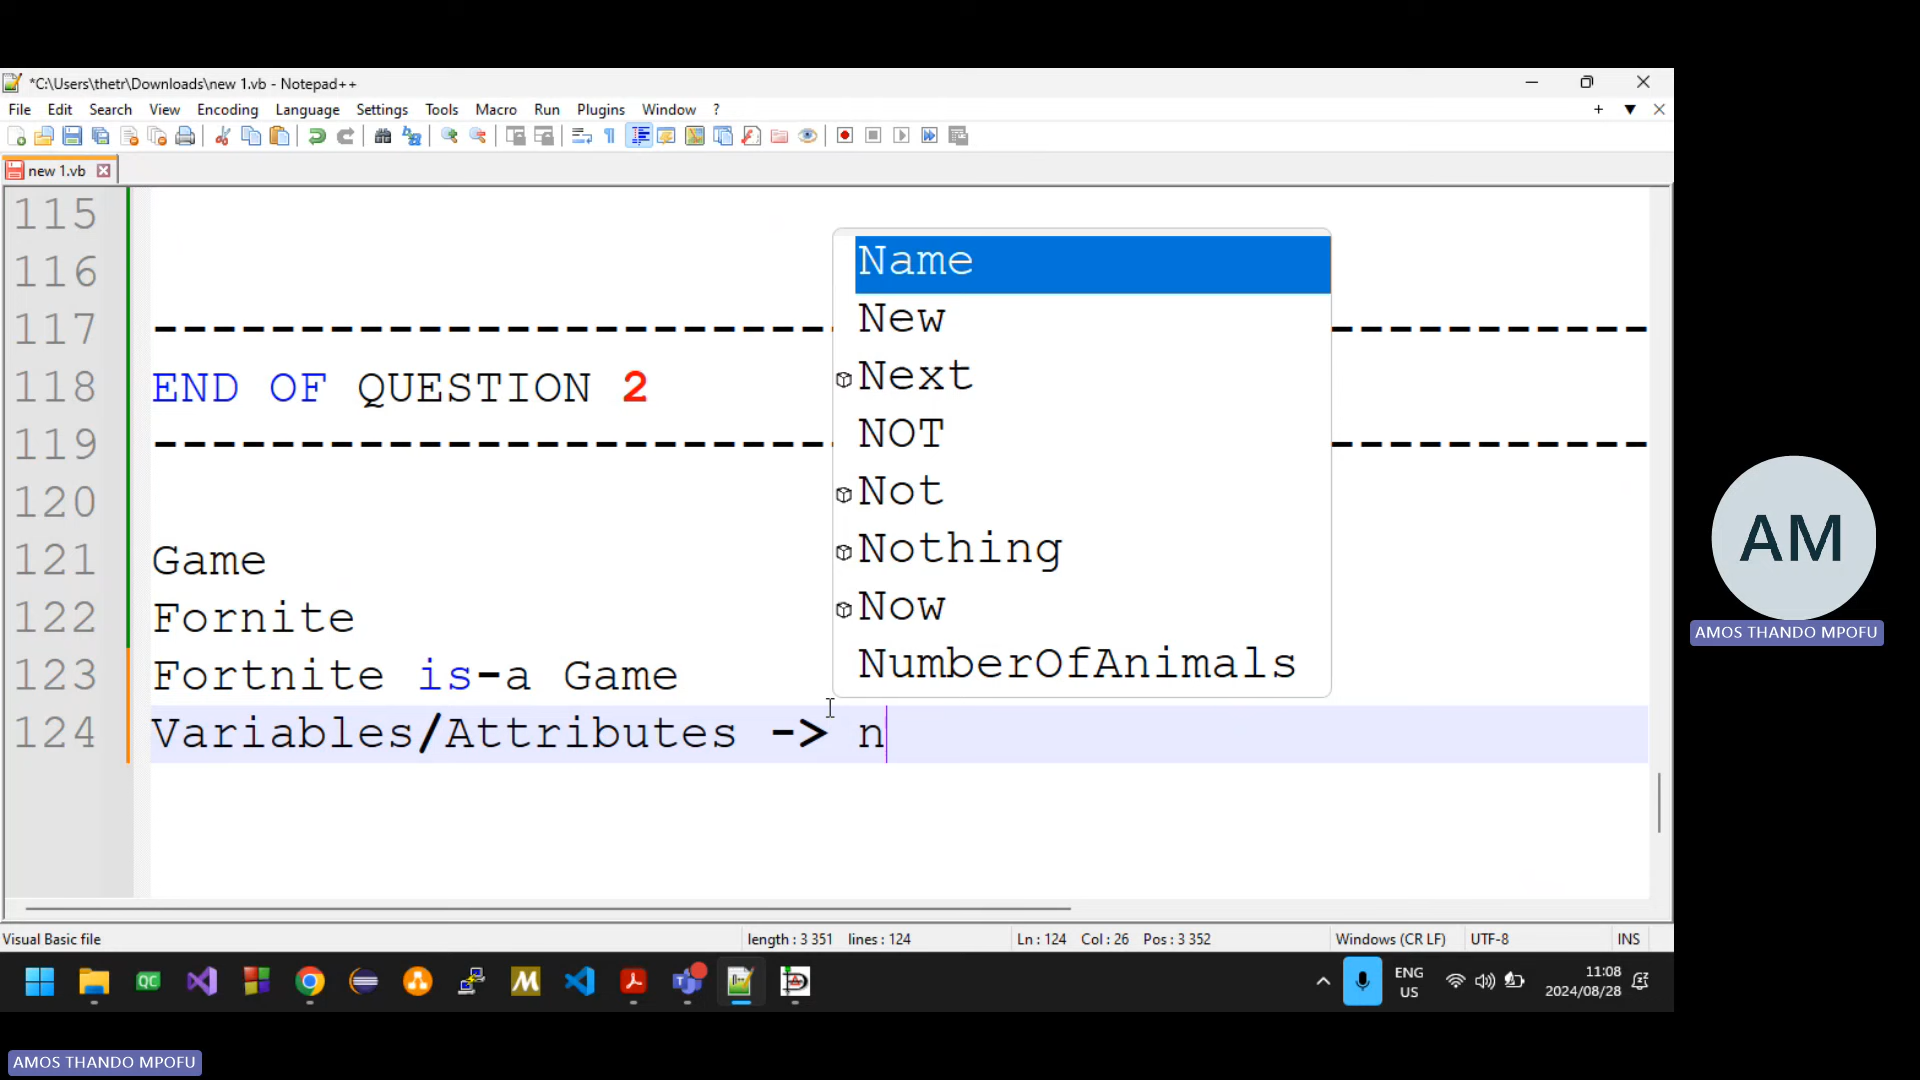 *C:\Users\thetr\Downloads\new 1.vb - Notepad++
File Edit Search View Encoding Language Settings Tools Macro Run Plugins Window ?
new 1.vb
115
116
117 ----------------------------------------------------
118 END OF QUESTION 2
119 ----------------------------------------------------
120
121 Game
122 Fornite
123 Fortnite is-a Game
124 Variables/Attributes -> n
Name
New
Next
NOT
Not
Nothing
Now
NumberOfAnimals
AM
AMOS THANDO MPOFU
Visual Basic file length : 3 351 lines : 124 Ln : 124 Col : 26 Pos : 3 352 Windows (CR LF) UTF-8 INS
QC
ENG
US
11:08
2024/08/28
AMOS THANDO MPOFU